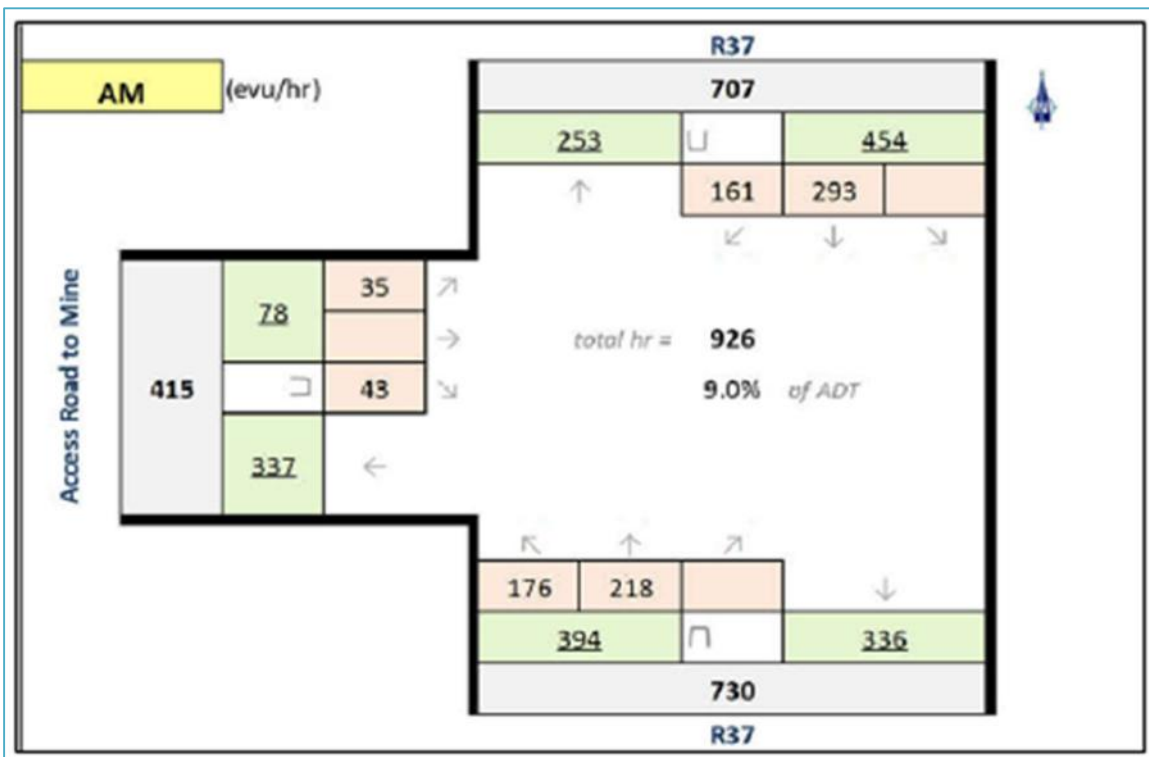 R37
AM (evu/hr)
707
253 454
161 293
Access Road to Mine
35
78
total hr = 926
415
43
9.0% of ADT
337
176 218
394 336
730
R37